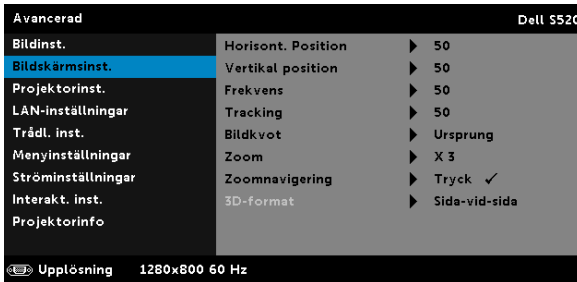 Avancerad Dell S520
Bildinst.
Bildskärmsinst.
Projektorinst.
LAN-inställningar
Trådl. inst.
Menyinställningar
Ströminställningar
Interakt. inst.
Projektorinfo
Horisont. Position 50
Vertikal position 50
Frekvens 50
Tracking 50
Bildkvot Ursprung
Zoom X 3
Zoomnavigering Tryck ✓
3D-format Sida-vid-sida
Upplösning 1280x800 60 Hz